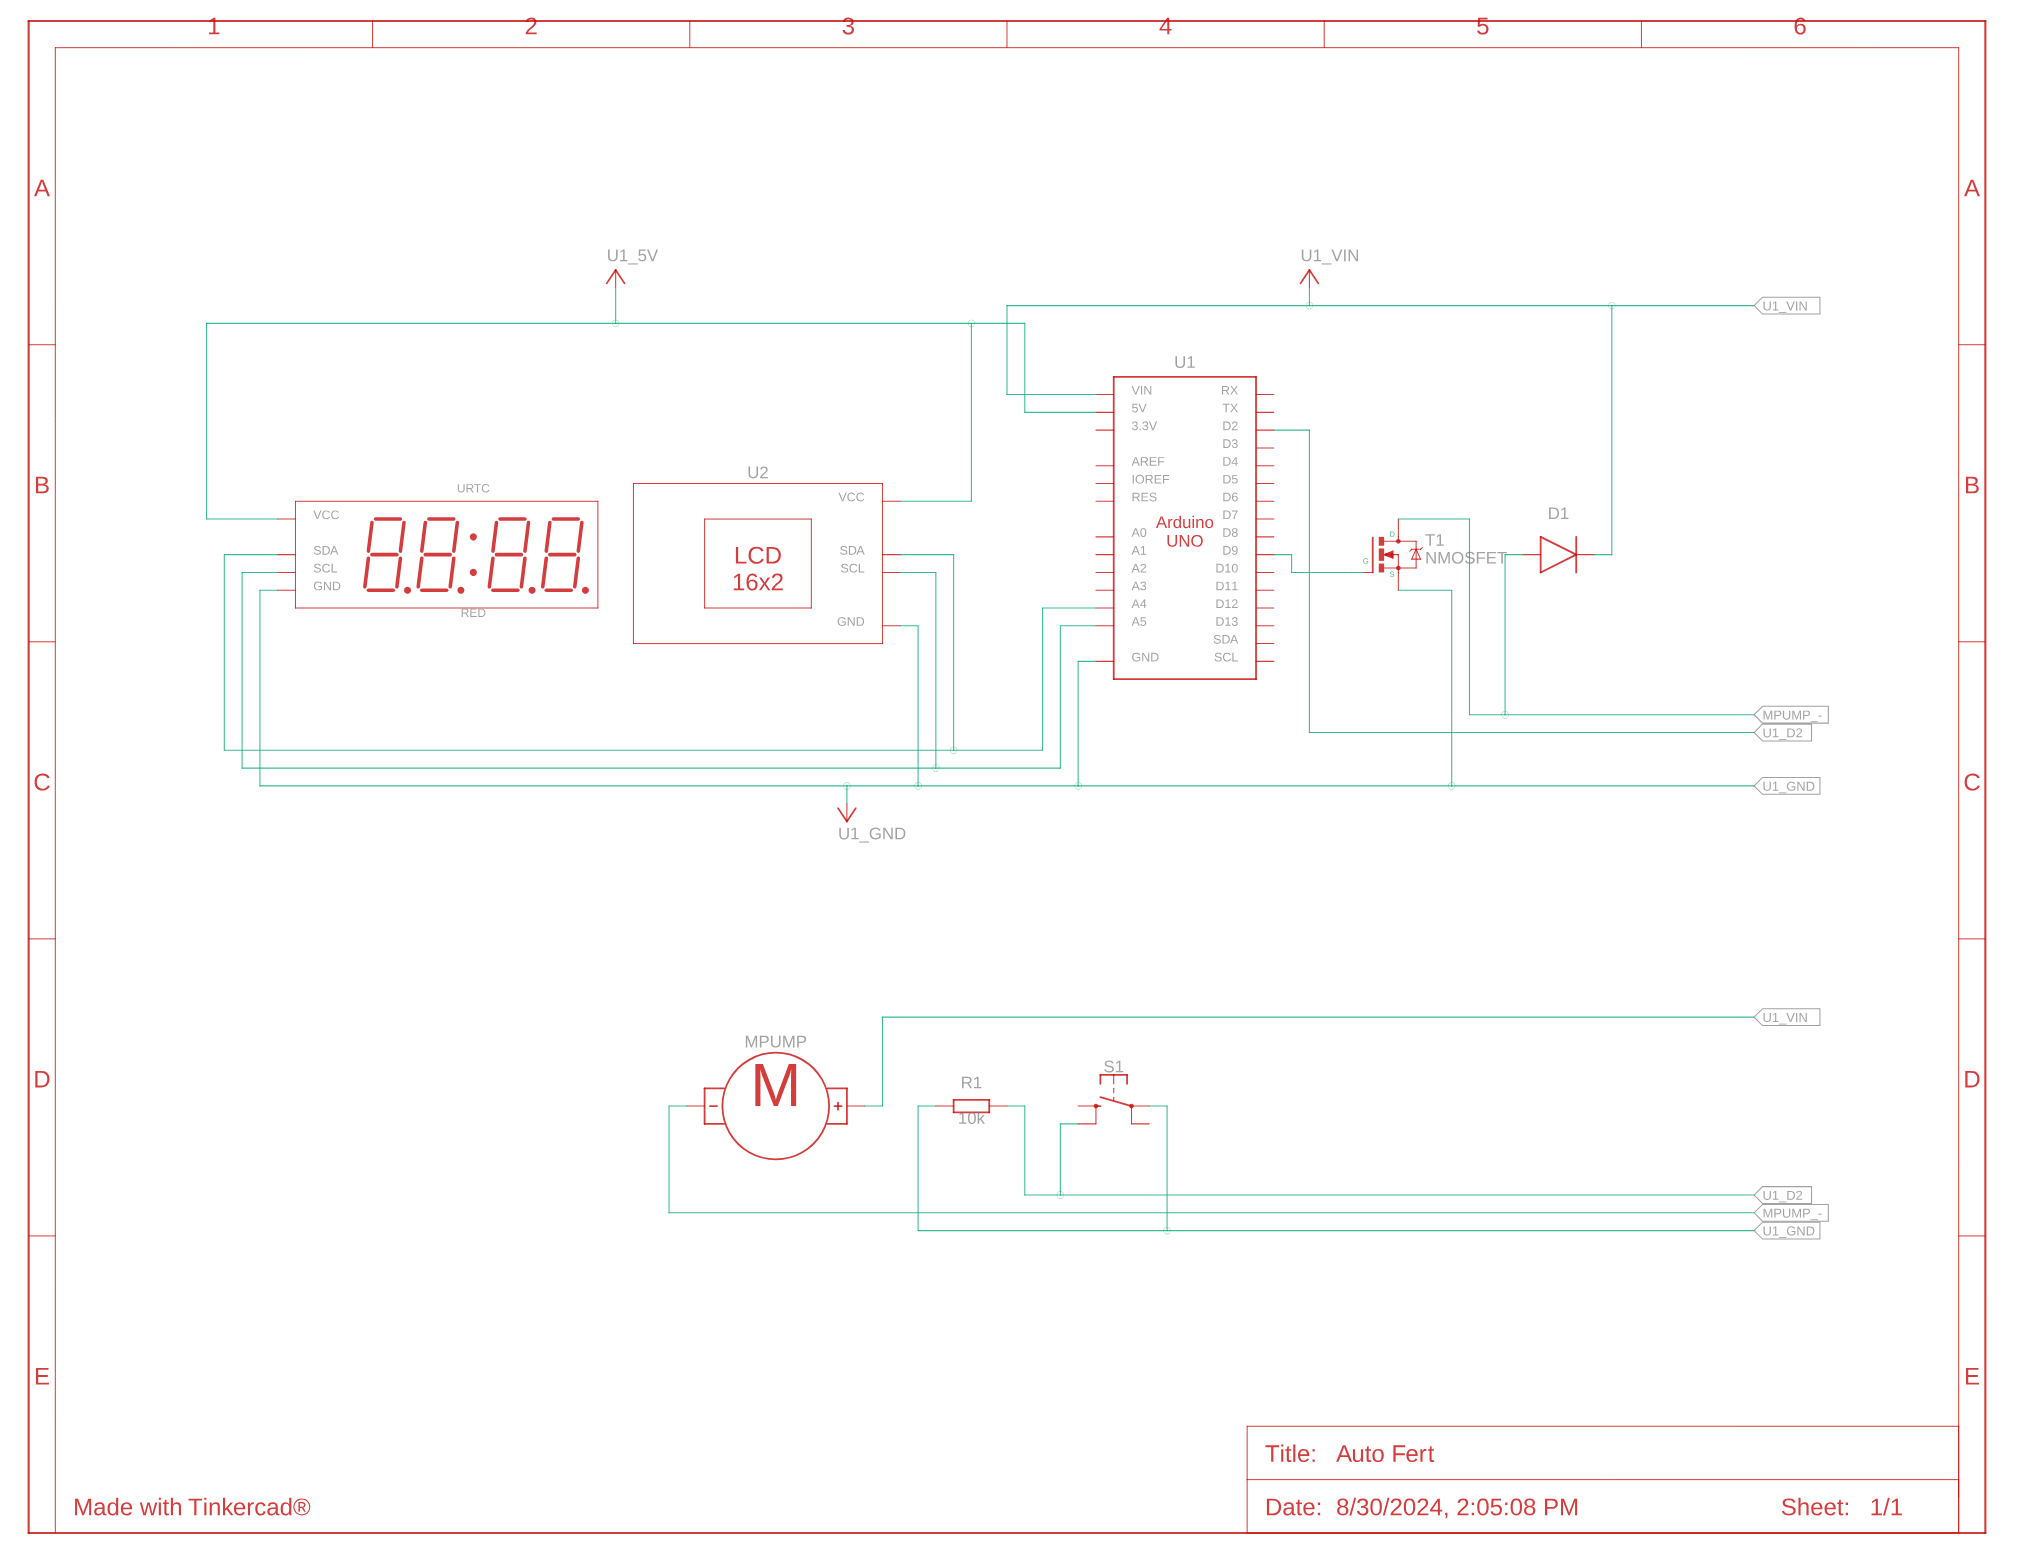 1 2 3 4 5 6
A A
U1_5V U1_VIN
U1_VIN
B B
U1
VIN RX
5V TX
3.3V D2
D3
AREF D4
IOREF D5
RES D6
D7
A0 D8
A1 D9
A2 D10
A3 D11
A4 D12
A5 D13
SDA
GND SCL
Arduino
UNO
URTC
VCC
SDA
SCL
GND
88:88.
RED
U2
VCC
SDA
SCL
GND
LCD
16x2
D
G
S
T1
NMOSFET
D1
MPUMP_-
U1_D2
C C
U1_GND
U1_GND
U1_VIN
D D
MPUMP
M
- +
R1
10k
S1
U1_D2
MPUMP_-
U1_GND
E E
Title: Auto Fert
Made with Tinkercad®
Date: 8/30/2024, 2:05:08 PM Sheet: 1/1